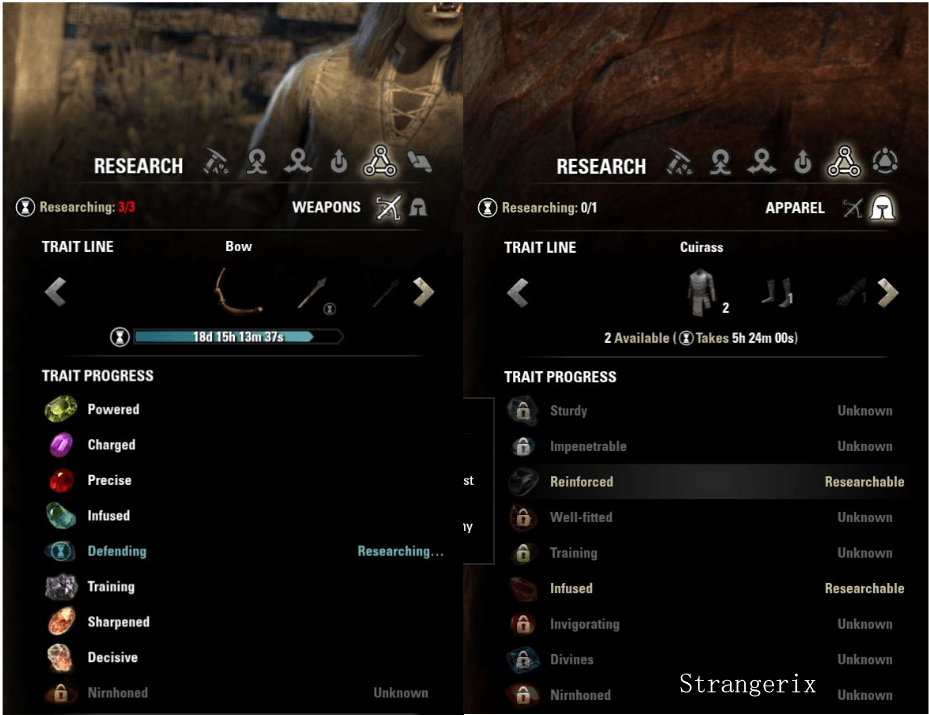 RESEARCH
Researching: 3/3
WEAPONS
TRAIT LINE
Bow
18d 15h 13m 37s
TRAIT PROGRESS
Powered
Charged
Precise
Infused
Defending Researching...
Training
Sharpened
Decisive
Nirnhoned Unknown
st
ny
RESEARCH
Researching: 0/1
APPAREL
TRAIT LINE
Cuirass
2
1
1
2 Available ( Takes 5h 24m 00s)
TRAIT PROGRESS
Sturdy Unknown
Impenetrable Unknown
Reinforced Researchable
Well-fitted Unknown
Training Unknown
Infused Researchable
Invigorating Unknown
Divines Unknown
Nirnhoned Unknown
Strangerix